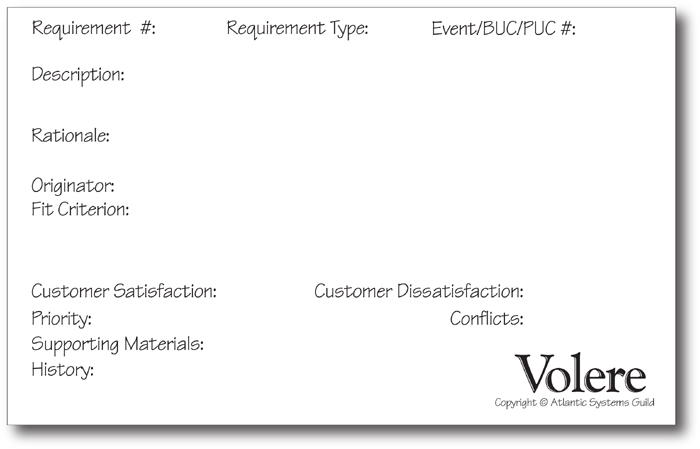 Requirement #: Requirement Type: Event/BUC/PUC #:
Description:
Rationale:
Originator:
Fit Criterion:
Customer Satisfaction: Customer Dissatisfaction:
Priority: Conflicts:
Supporting Materials:
History:
Volere
Copyright © Atlantic Systems Guild